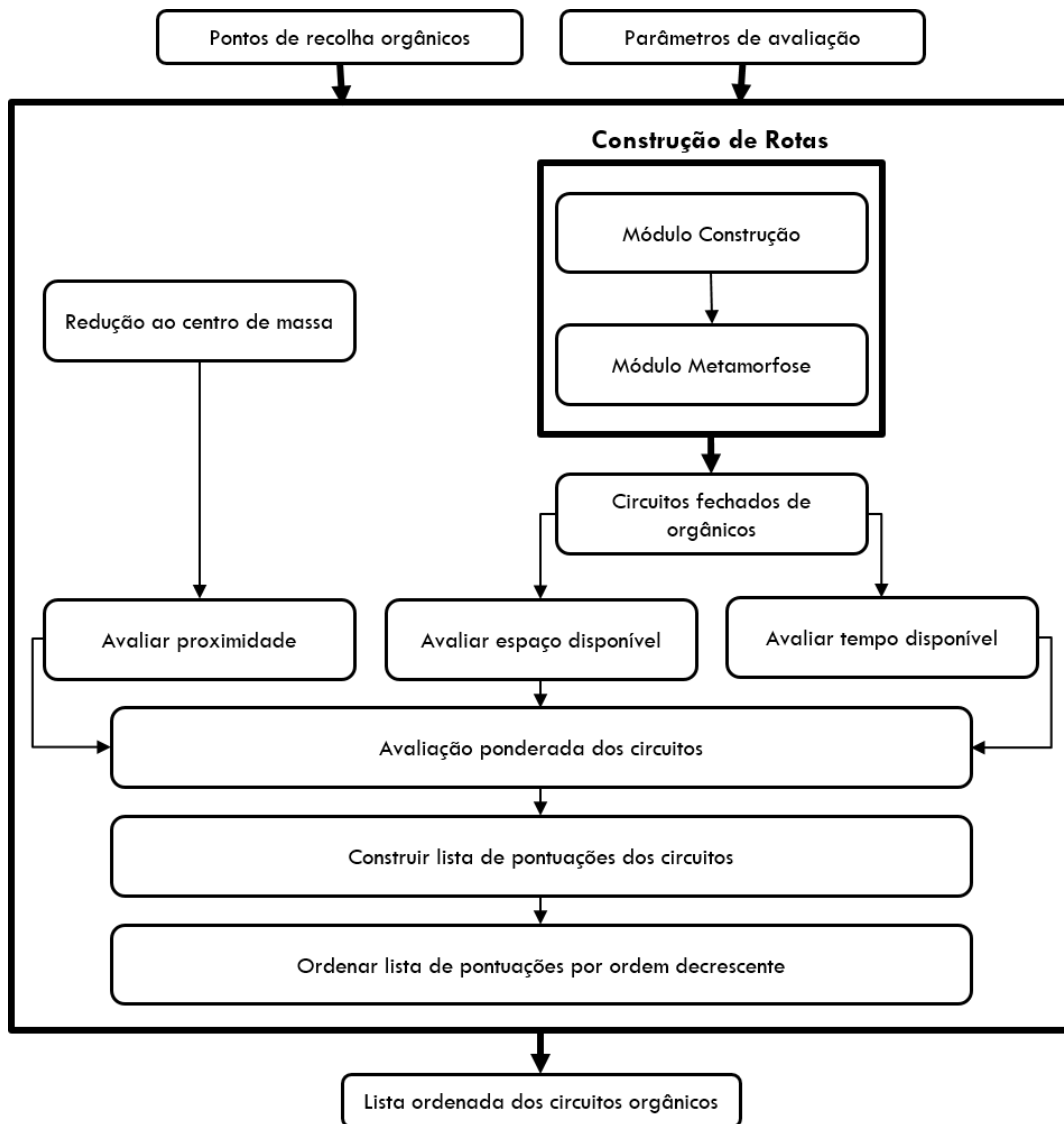 Pontos de recolha orgânicos
Parâmetros de avaliação
Construção de Rotas
Módulo Construção
Redução ao centro de massa
Módulo Metamorfose
Circuitos fechados de
orgânicos
Avaliar proximidade
Avaliar espaço disponível
Avaliar tempo disponível
Avaliação ponderada dos circuitos
Construir lista de pontuações dos circuitos
Ordenar lista de pontuações por ordem decrescente
Lista ordenada dos circuitos orgânicos